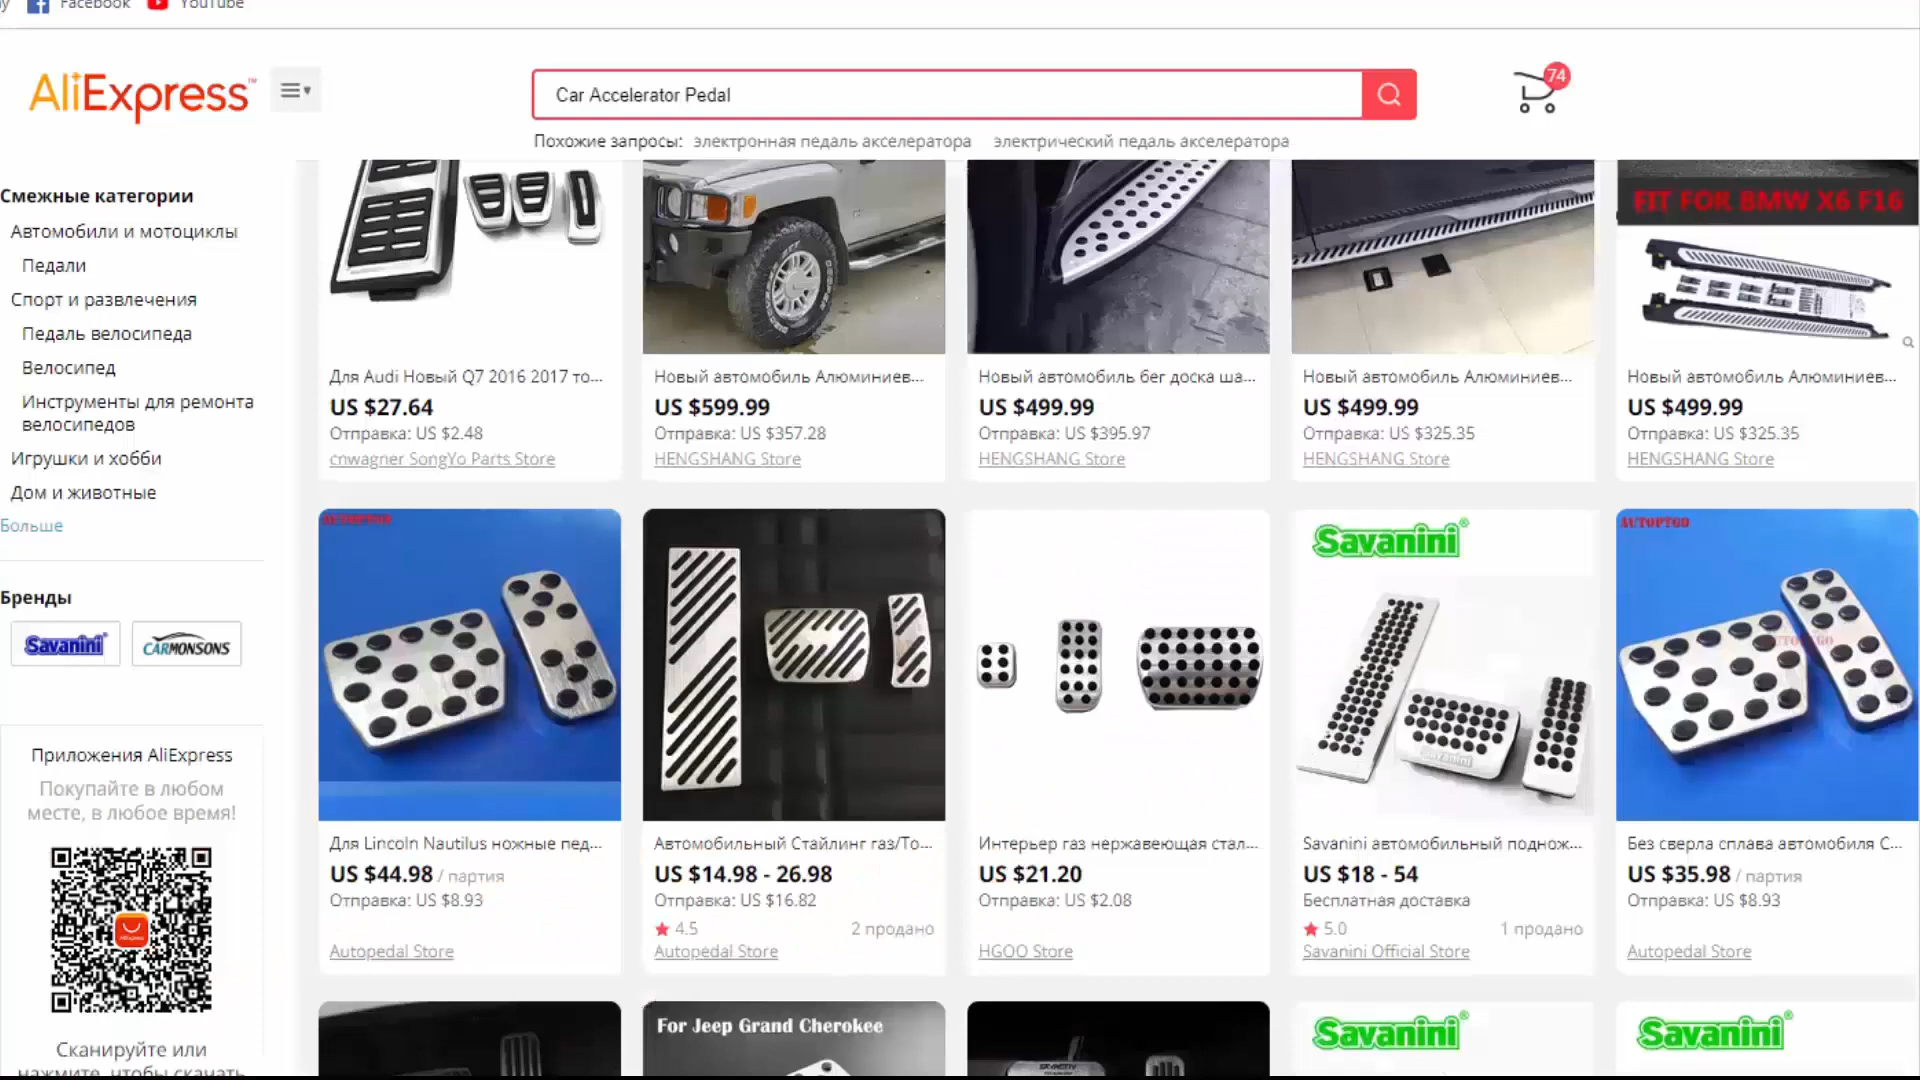 Facebook
YouTube
AliExpress™
Car Accelerator Pedal
74
Похожие запросы: электронная педаль акселератора электрический педаль акселератора
Смежные категории
Автомобили и мотоциклы
Педали
Спорт и развлечения
Педаль велосипеда
Велосипед
Инструменты для ремонта
велосипедов
Игрушки и хобби
Дом и животные
Больше
Бренды
Savanini®
CARMONSONS
Приложения AliExpress
Покупайте в любом
месте, в любое время!
AliExpress
Сканируйте или
нажмите, чтобы скачать
FIT FOR BMW X6 F16
Для Audi Новый Q7 2016 2017 то...
US $27.64
Отправка: US $2.48
cnwagner SongYo Parts Store
Новый автомобиль Алюминиев...
US $599.99
Отправка: US $357.28
HENGSHANG Store
Новый автомобиль бег доска ша...
US $499.99
Отправка: US $395.97
HENGSHANG Store
Новый автомобиль Алюминиев...
US $499.99
Отправка: US $325.35
HENGSHANG Store
Новый автомобиль Алюминиев...
US $499.99
Отправка: US $325.35
HENGSHANG Store
AUTOPTGO
Для Lincoln Nautilus ножные пед...
US $44.98 / партия
Отправка: US $8.93
Autopedal Store
Автомобильный Стайлинг газ/То...
US $14.98 - 26.98
Отправка: US $16.82
4.5
2 продано
Autopedal Store
Интерьер газ нержавеющая стал...
US $21.20
Отправка: US $2.08
HGOO Store
Savanini®
Savanini
Savanini автомобильный поднож...
US $18 - 54
Бесплатная доставка
5.0
1 продано
Savanini Official Store
AUTOPTGO
AUTOPTGO
Без сверла сплава автомобиля С...
US $35.98 / партия
Отправка: US $8.93
Autopedal Store
For Jeep Grand Cherokee
Savanini®
Savanini®